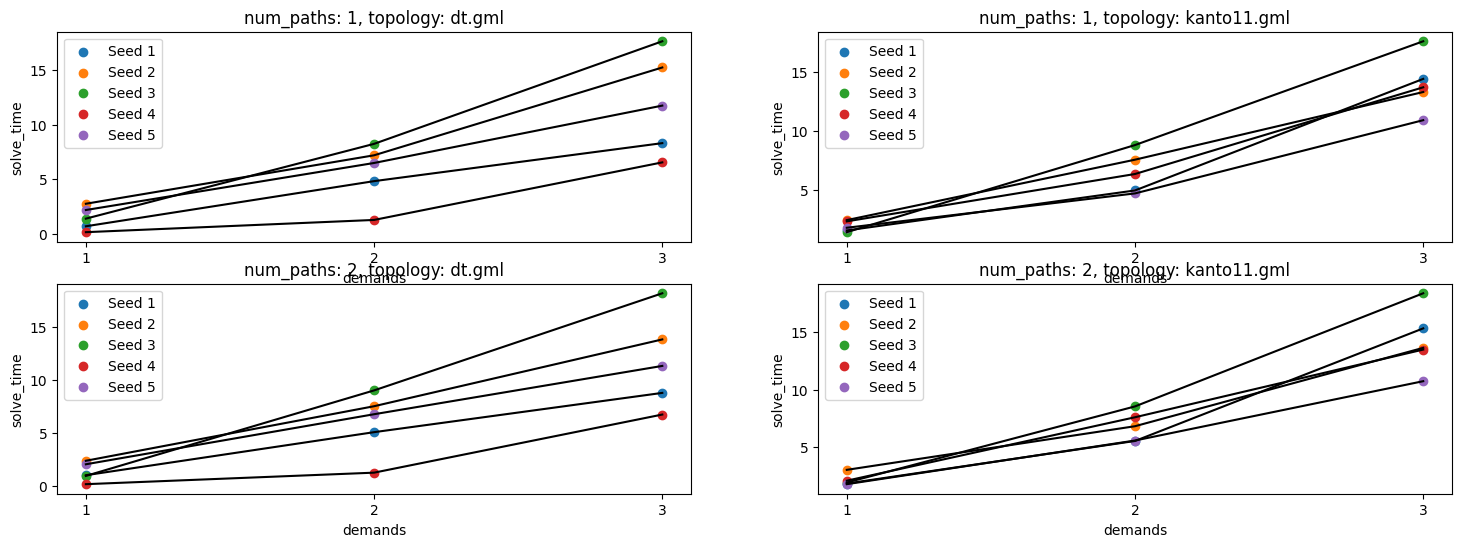 num_paths: 1, topology: dt.gml
solve_time
15
10
5
0
Seed 1
Seed 2
Seed 3
Seed 4
Seed 5
1
2
3
demands
num_paths: 1, topology: kanto11.gml
solve_time
15
10
5
Seed 1
Seed 2
Seed 3
Seed 4
Seed 5
1
2
3
demands
num_paths: 2, topology: dt.gml
solve_time
15
10
5
0
Seed 1
Seed 2
Seed 3
Seed 4
Seed 5
1
2
3
demands
num_paths: 2, topology: kanto11.gml
solve_time
15
10
5
Seed 1
Seed 2
Seed 3
Seed 4
Seed 5
1
2
3
demands